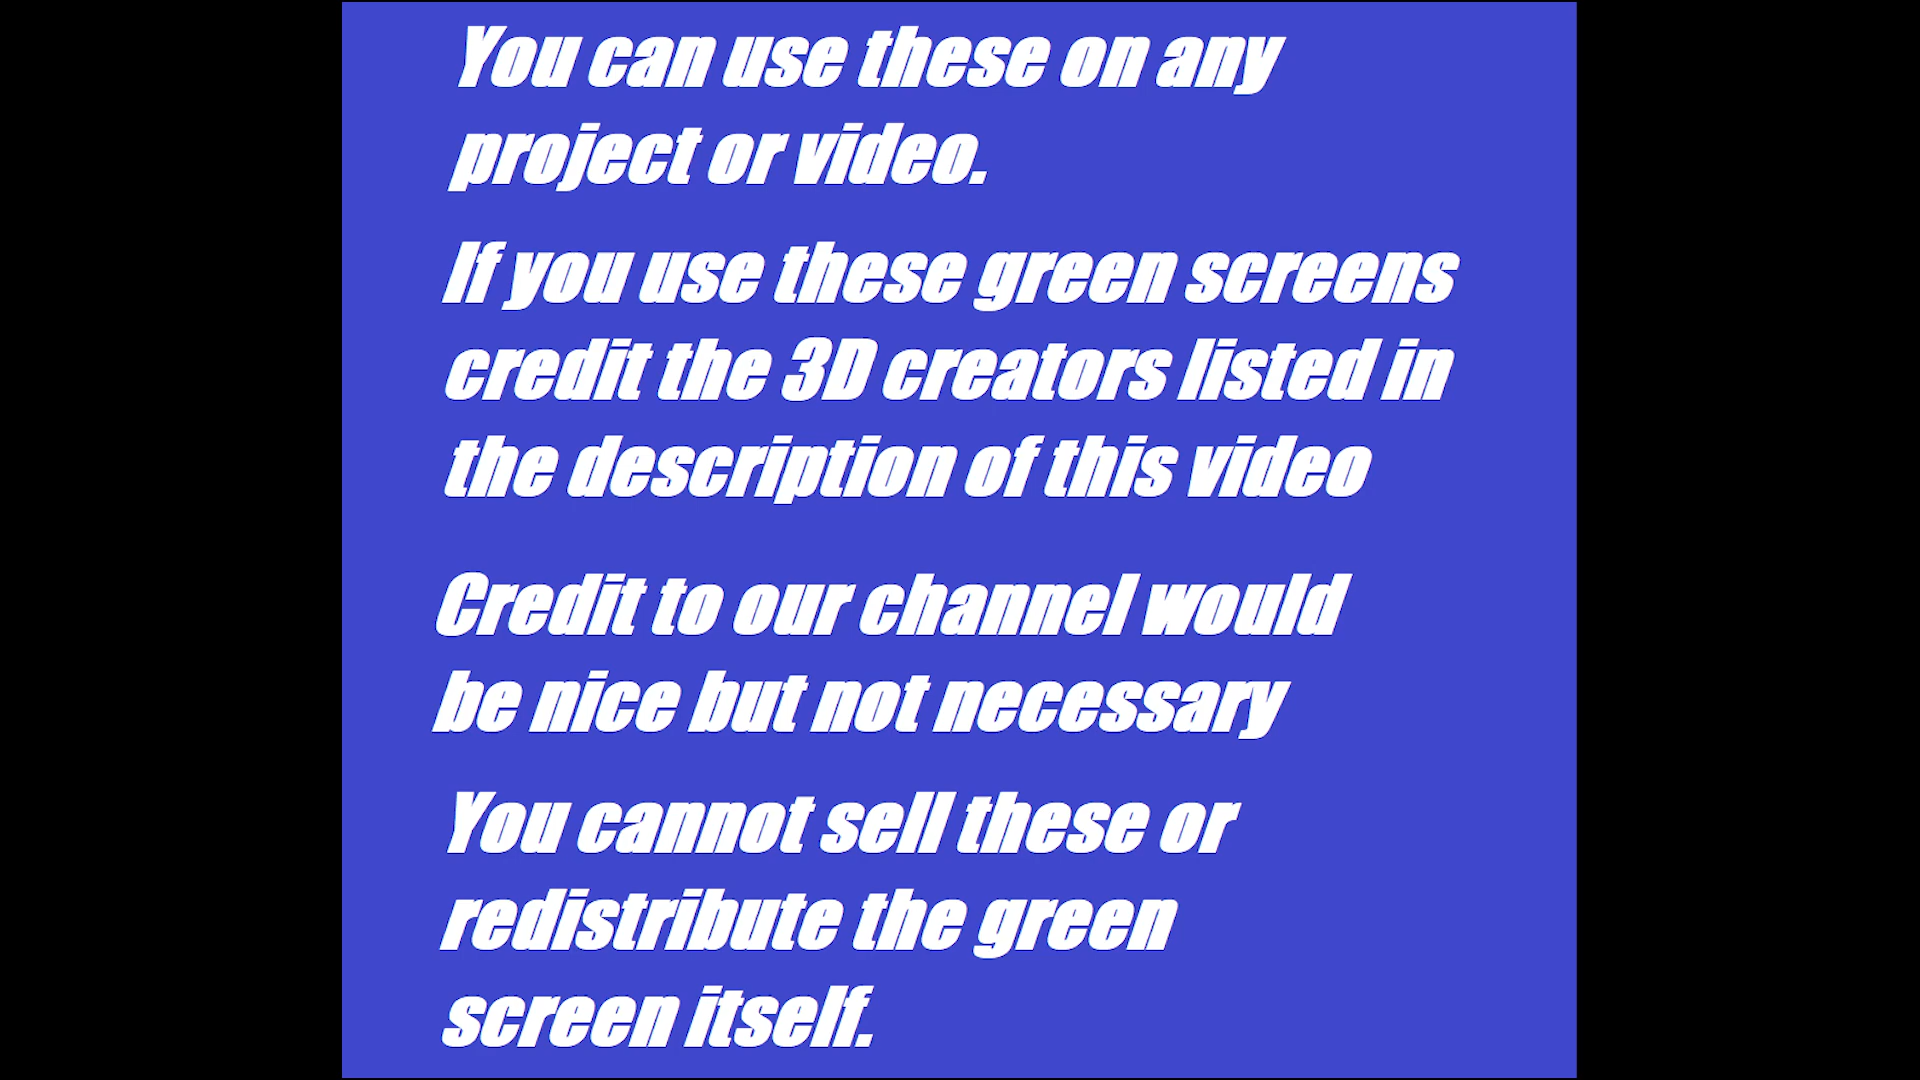 You can use these on any
project or video.
If you use these green screens
credit the 3D creators listed in
the description of this video
Credit to our channel would
be nice but not necessary
You cannot sell these or
redistribute the green
screen itself.